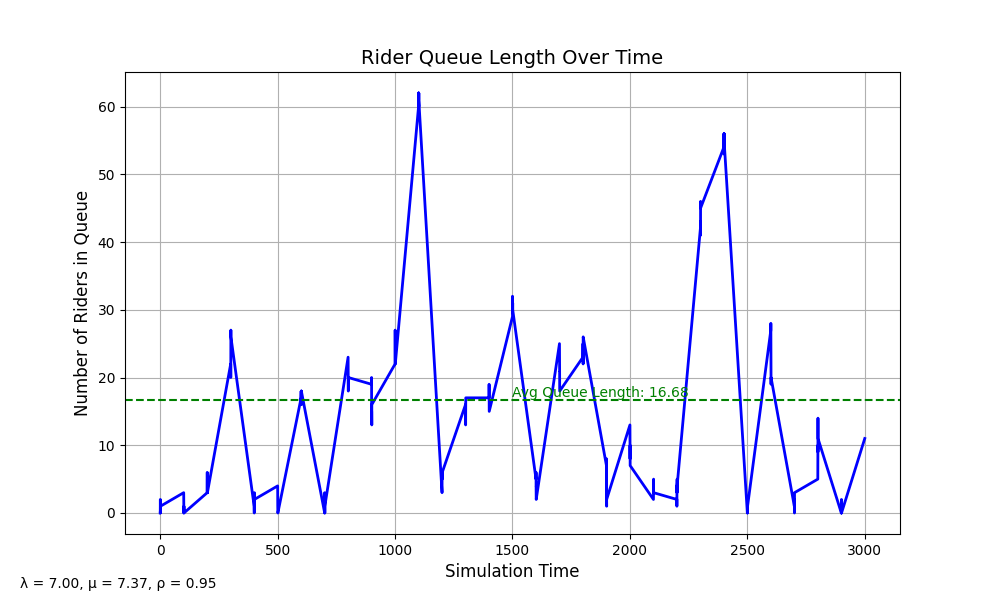 Rider Queue Length Over Time
Number of Riders in Queue
60
50
40
30
20
10
0
Avg Queue Length: 16.68
0 500 1000 1500 2000 2500 3000
Simulation Time
λ = 7.00, μ = 7.37, ρ = 0.95